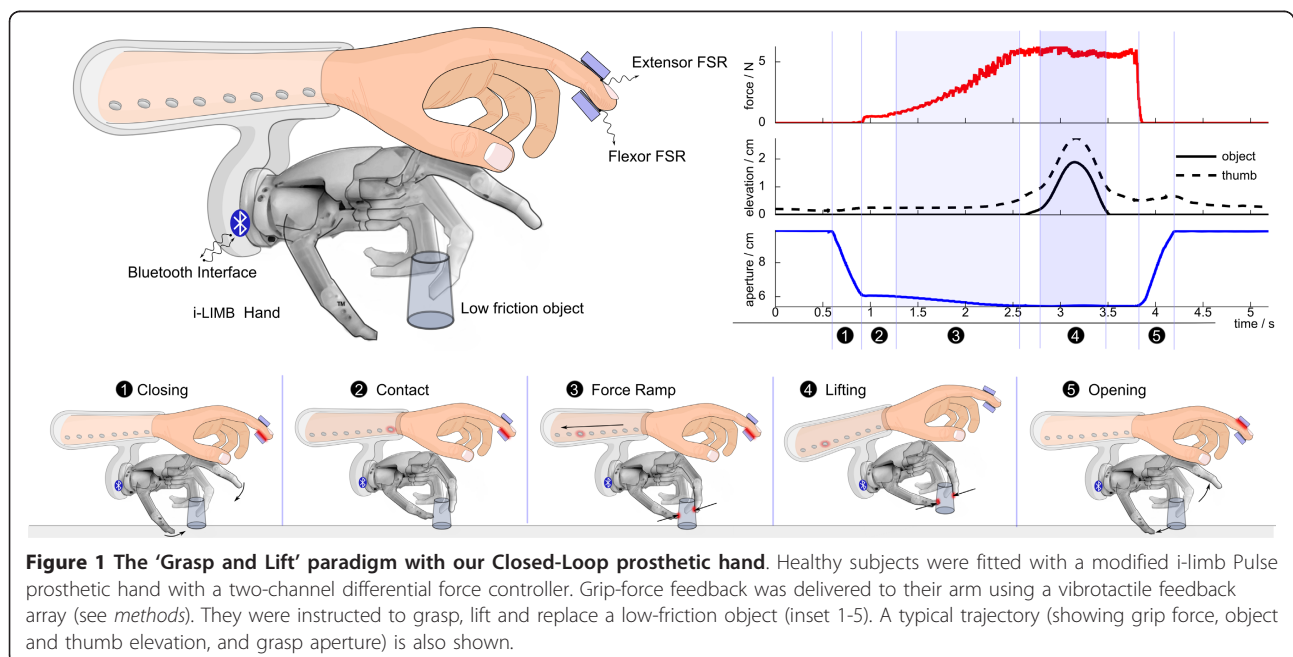 Extensor FSR
Flexor FSR
Bluetooth Interface
i-LIMB Hand
TM
Low friction object
force / N
5
0
elevation / cm
2
1
0
object
thumb
aperture / cm
8
6
0 0.5 1 1.5 2 2.5 3 3.5 4 4.5 5
time / s
1 2 3 4 5
1 Closing
2 Contact
3 Force Ramp
4 Lifting
5 Opening
Figure 1 The ‘Grasp and Lift’ paradigm with our Closed-Loop prosthetic hand. Healthy subjects were fitted with a modified i-limb Pulse
prosthetic hand with a two-channel differential force controller. Grip-force feedback was delivered to their arm using a vibrotactile feedback
array (see methods). They were instructed to grasp, lift and replace a low-friction object (inset 1-5). A typical trajectory (showing grip force, object
and thumb elevation, and grasp aperture) is also shown.